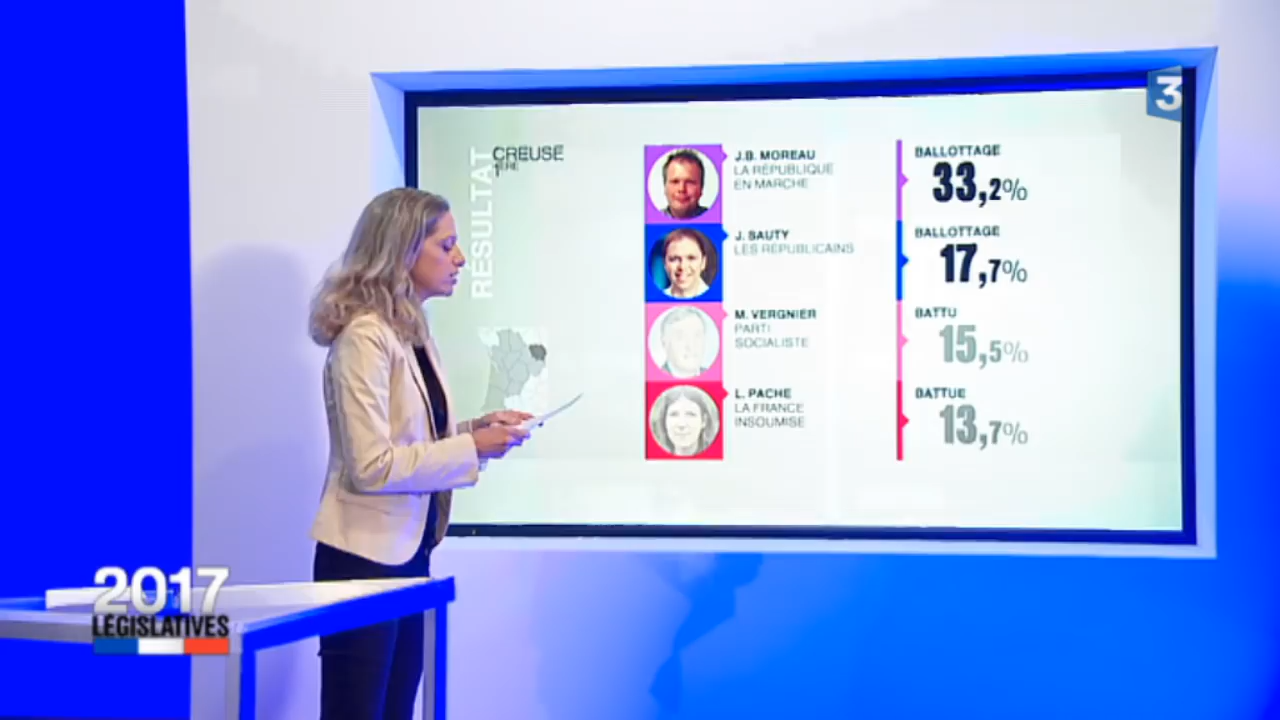 3
RÉSULTAT
CREUSE
1ÈRE
J.B. MOREAU
LA RÉPUBLIQUE
EN MARCHE
BALLOTTAGE
33,2%
J. SAUTY
LES RÉPUBLICAINS
BALLOTTAGE
17,7%
M. VERGNIER
PARTI
SOCIALISTE
BATTU
15,5%
L. PACHE
LA FRANCE
INSOUMISE
BATTUE
13,7%
2017
LÉGISLATIVES